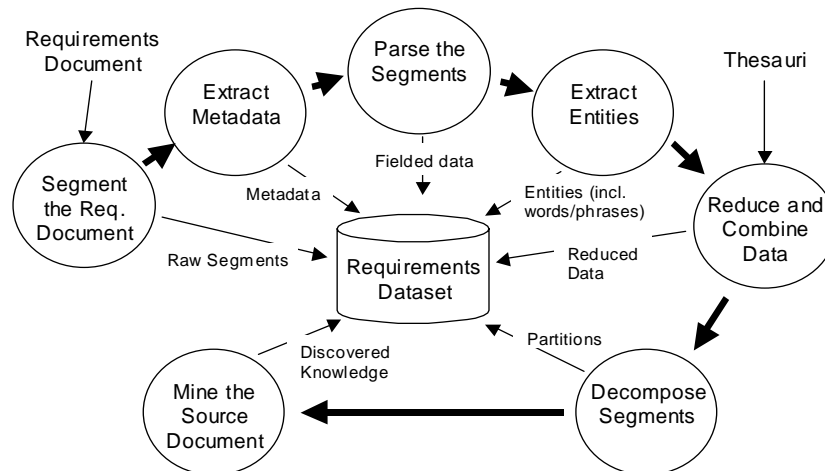 Requirements
Document
Extract
Metadata
Parse the
Segments
Extract
Entities
Thesauri
Segment
the Req.
Document
Metadata
Fielded data
Entities (incl.
words/phrases)
Reduce and
Combine
Data
Raw Segments
Requirements
Dataset
Reduced
Data
Discovered
Knowledge
Partitions
Mine the
Source
Document
Decompose
Segments